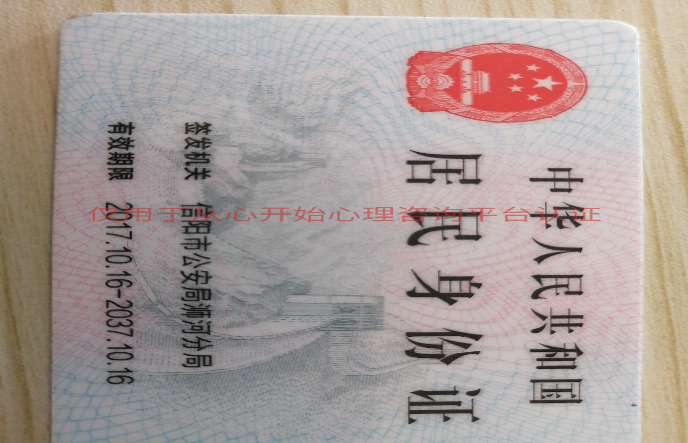 中华人民共和国
居民身份证
签发机关 信阳市公安局浉河分局
有效期限 2017.10.16-2037.10.16
仅用于从心开始心理咨询平台认证